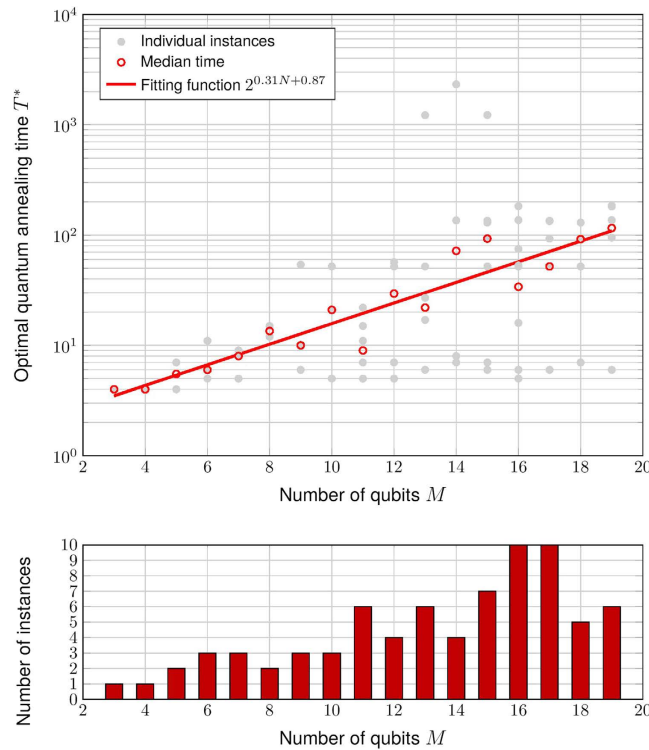 10^4
Individual instances
Median time
Fitting function 2^{0.31N+0.87}
10^3
10^2
10^1
10^0
Optimal quantum annealing time T*
2 4 6 8 10 12 14 16 18 20
Number of qubits M
10
9
8
7
6
5
4
3
2
1
0
Number of instances
2 4 6 8 10 12 14 16 18 20
Number of qubits M